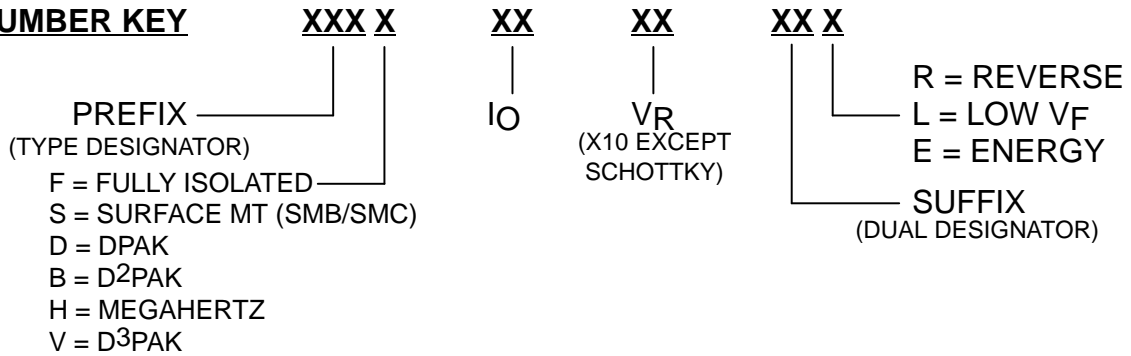 UMBER KEY XXX X XX XX XX X
PREFIX
(TYPE DESIGNATOR)
F = FULLY ISOLATED
S = SURFACE MT (SMB/SMC)
D = DPAK
B = D2PAK
H = MEGAHERTZ
V = D3PAK
IO
VR
(X10 EXCEPT
SCHOTTKY)
R = REVERSE
L = LOW VF
E = ENERGY
SUFFIX
(DUAL DESIGNATOR)